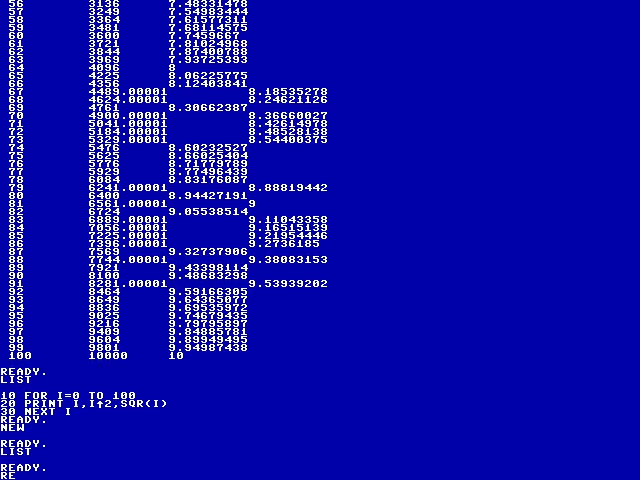 56 3136 7.48331478
57 3249 7.54983444
58 3364 7.61577311
59 3481 7.68114575
60 3600 7.7459667
61 3721 7.81024968
62 3844 7.87400788
63 3969 7.93725393
64 4096 8
65 4225 8.06225775
66 4356 8.12403841
67 4489.00001 8.18535278
68 4624.00001 8.24621126
69 4761 8.30662387
70 4900.00001 8.36660027
71 5041.00001 8.42614978
72 5184.00001 8.48528138
73 5329.00001 8.54400375
74 5476 8.60232527
75 5625 8.66025404
76 5776 8.71779789
77 5929 8.77496439
78 6084 8.83176087
79 6241.00001 8.88819442
80 6400 8.94427191
81 6561.00001 9
82 6724 9.05538514
83 6889.00001 9.11043358
84 7056.00001 9.16515139
85 7225.00001 9.21954446
86 7396.00001 9.2736185
87 7569 9.32737906
88 7744.00001 9.38083153
89 7921 9.43398114
90 8100 9.48683298
91 8281.00001 9.53939202
92 8464 9.59166305
93 8649 9.64365077
94 8836 9.69535972
95 9025 9.74679435
96 9216 9.79795897
97 9409 9.84885781
98 9604 9.89949495
99 9801 9.94987438
100 10000 10
READY.
LIST
10 FOR I=0 TO 100
20 PRINT I,I↑2,SQR(I)
30 NEXT I
READY.
NEW
READY.
LIST
READY.
RE